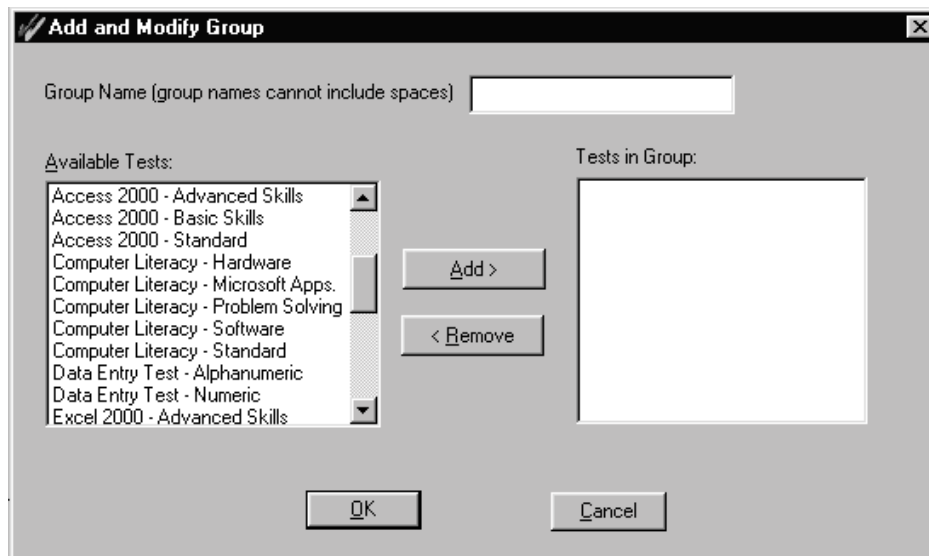 Add and Modify Group
Group Name (group names cannot include spaces)
Available Tests:
Access 2000 - Advanced Skills
Access 2000 - Basic Skills
Access 2000 - Standard
Computer Literacy - Hardware
Computer Literacy - Microsoft Apps.
Computer Literacy - Problem Solving
Computer Literacy - Software
Computer Literacy - Standard
Data Entry Test - Alphanumeric
Data Entry Test - Numeric
Excel 2000 - Advanced Skills
Add >
< Remove
Tests in Group:
OK
Cancel